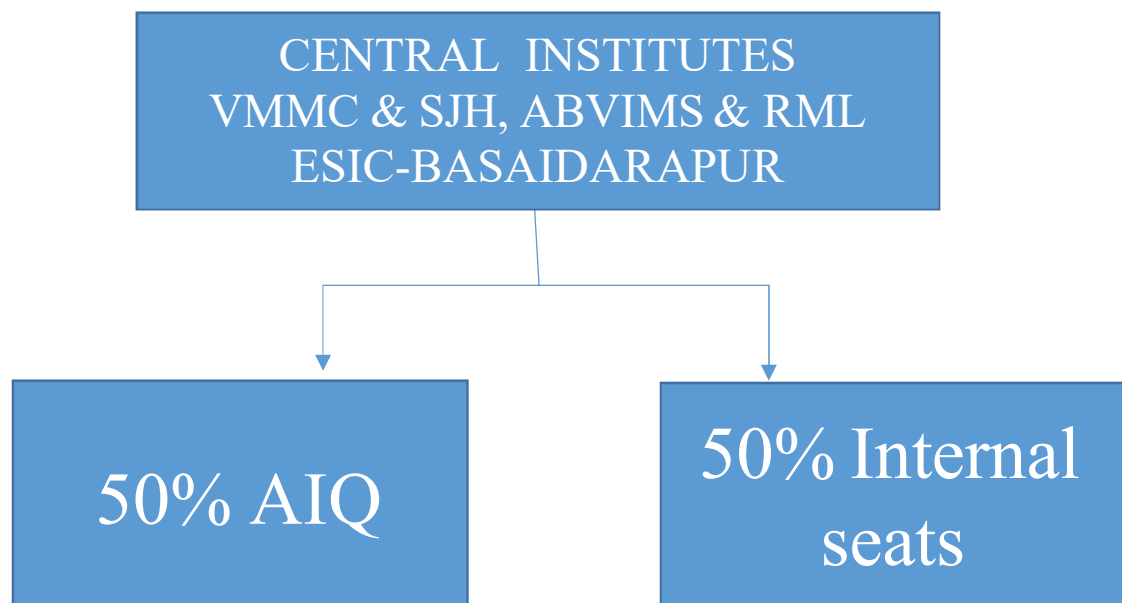 CENTRAL INSTITUTES
VMMC & SJH, ABVIMS & RML
ESIC-BASAIDARAPUR
50% AIQ
50% Internal
seats